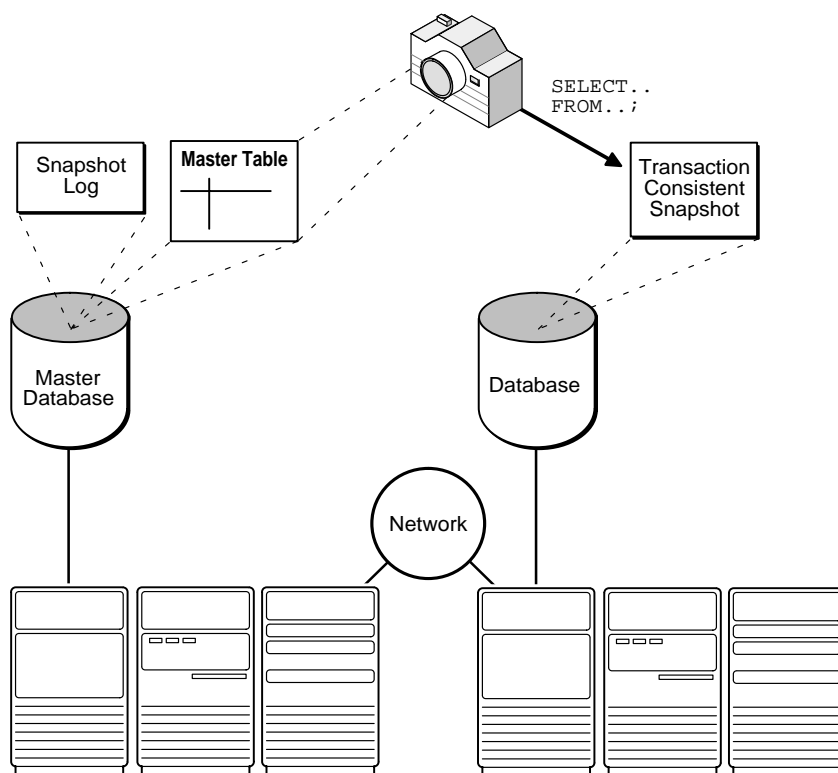 SELECT..
FROM..;
Snapshot
Log
Master Table
Transaction
Consistent
Snapshot
Master
Database
Database
Network